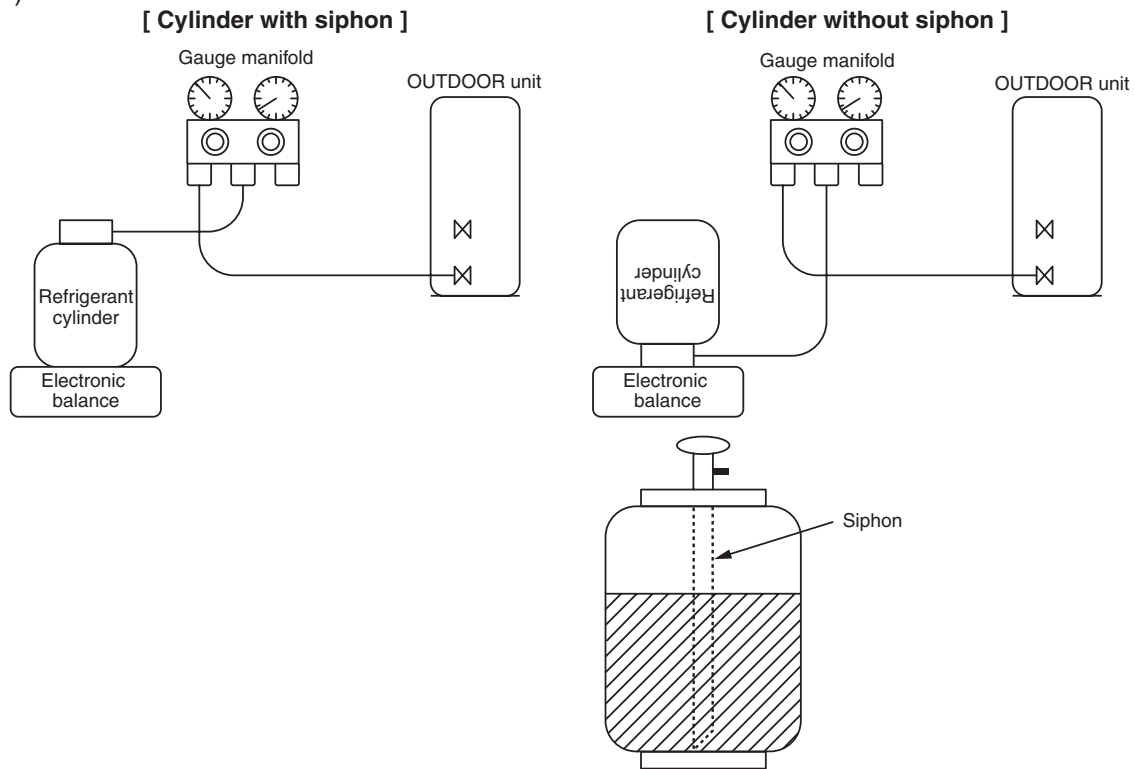 )
[ Cylinder with siphon ]
Gauge manifold
OUTDOOR unit
Refrigerant
cylinder
Electronic
balance
[ Cylinder without siphon ]
Gauge manifold
OUTDOOR unit
Refrigerant
cylinder
Electronic
balance
Siphon